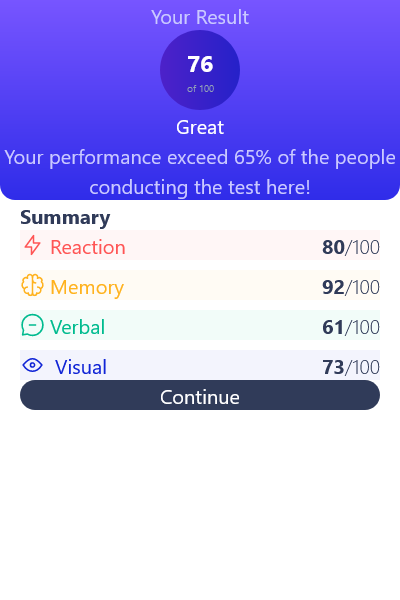 Your Result
76
of 100
Great
Your performance exceed 65% of the people
conducting the test here!
Summary
Reaction 80/100
Memory 92/100
Verbal 61/100
Visual 73/100
Continue